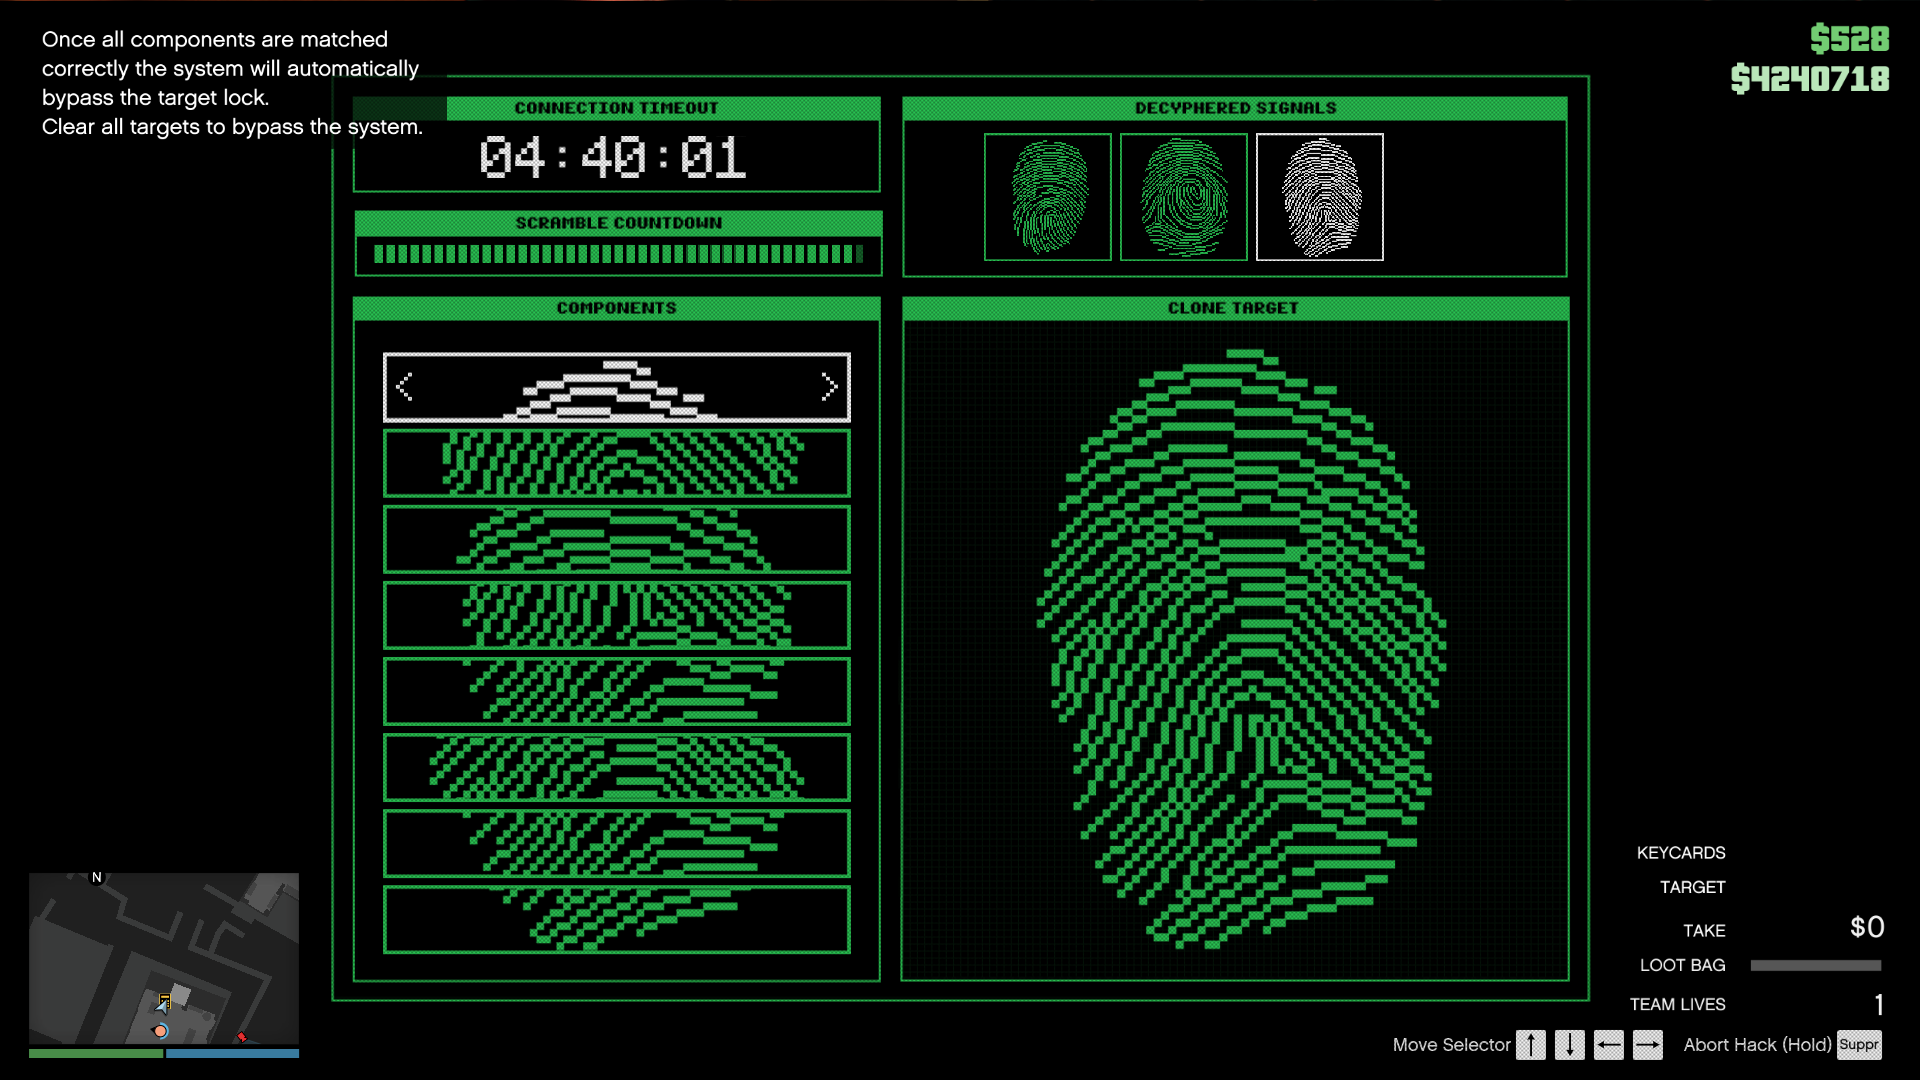 Once all components are matched
correctly the system will automatically
bypass the target lock.
Clear all targets to bypass the system.
$528
$4240718
CONNECTION TIMEOUT
04:40:01
DECYPHERED SIGNALS
SCRAMBLE COUNTDOWN
COMPONENTS
CLONE TARGET
N
KEYCARDS
TARGET
TAKE $0
LOOT BAG
TEAM LIVES 1
Move Selector ↑ ↓ ← → Abort Hack (Hold) Suppr